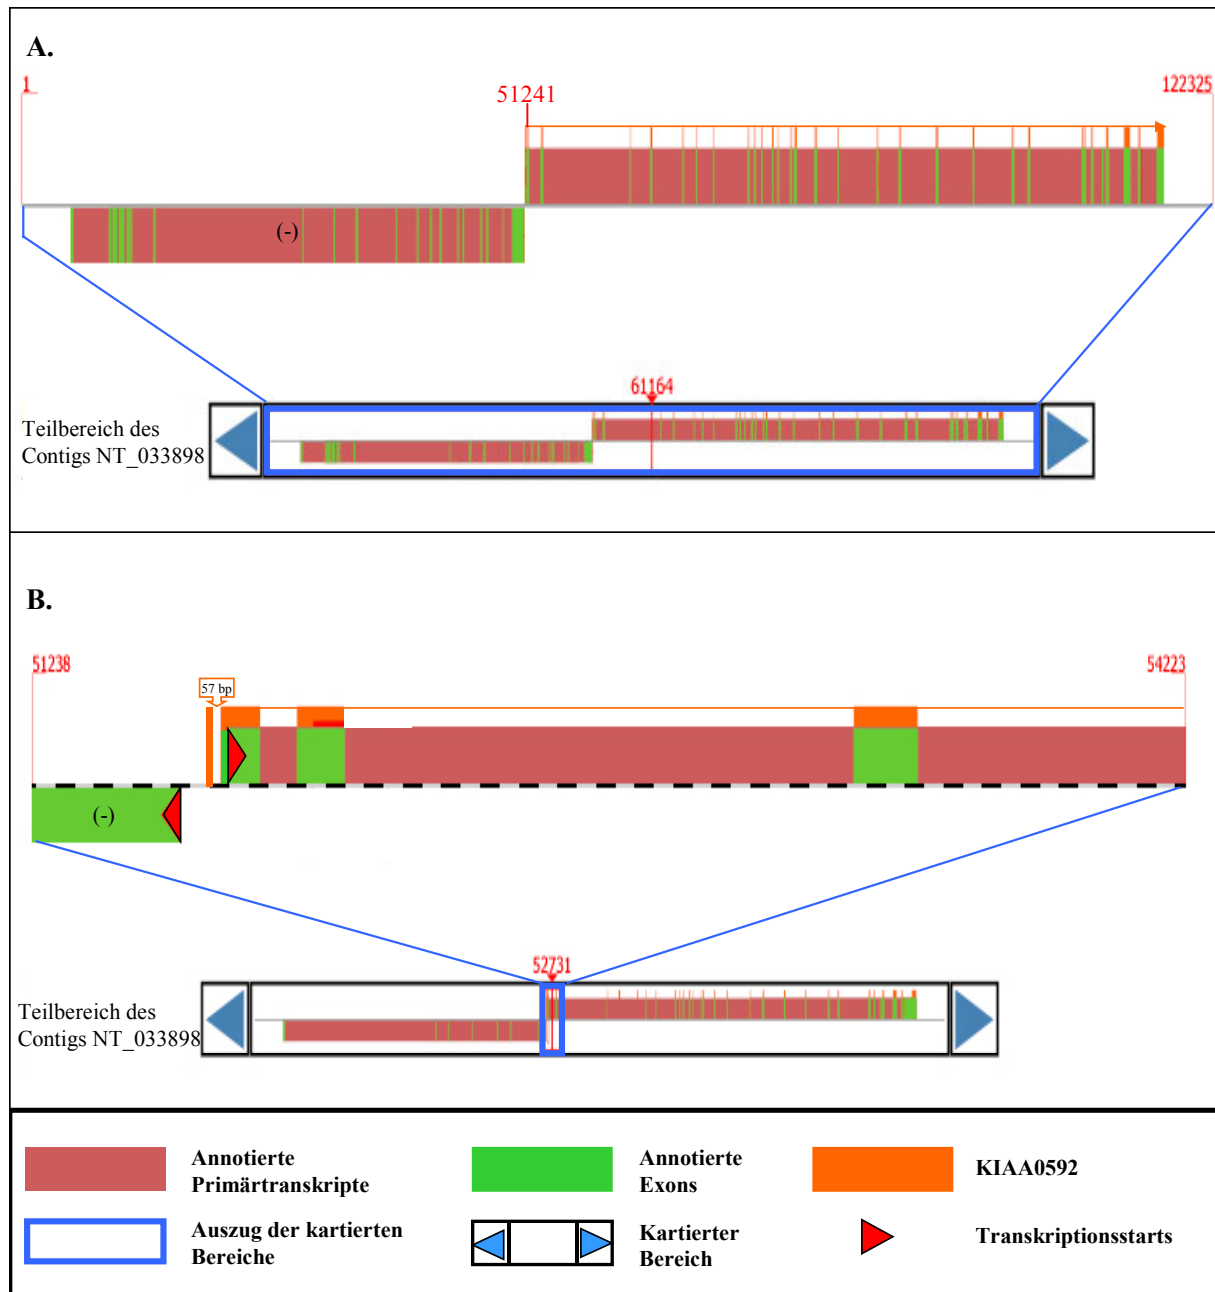 A.
1
51241
122325
(-)
61164
Teilbereich des
Contigs NT_033898
B.
51238
54223
57 bp
(-)
52731
Teilbereich des
Contigs NT_033898
Annotierte
Primärtranskripte
Annotierte
Exons
KIAA0592
Auszug der kartierten
Bereiche
Kartierter
Bereich
Transkriptionsstarts